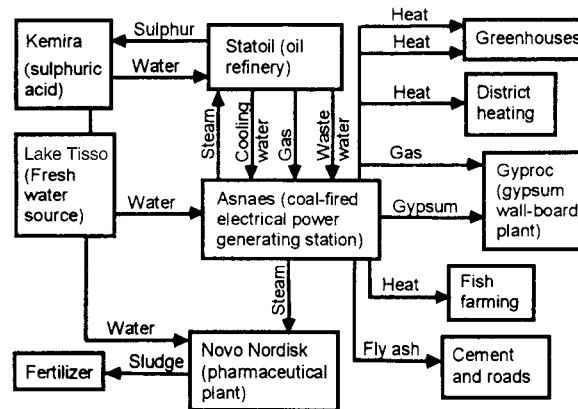 Kemira
(sulphuric
acid)
Sulphur
Water
Statoil (oil
refinery)
Heat
Heat
Greenhouses
Heat
District
heating
Steam
Cooling
water
Gas
Waste
water
Lake Tisso
(Fresh
water
source)
Water
Asnaes (coal-fired
electrical power
generating station)
Gas
Gypsum
Gyproc
(gypsum
wall-board
plant)
Steam
Heat
Fish
farming
Water
Novo Nordisk
(pharmaceutical
plant)
Sludge
Fertilizer
Fly ash
Cement
and roads